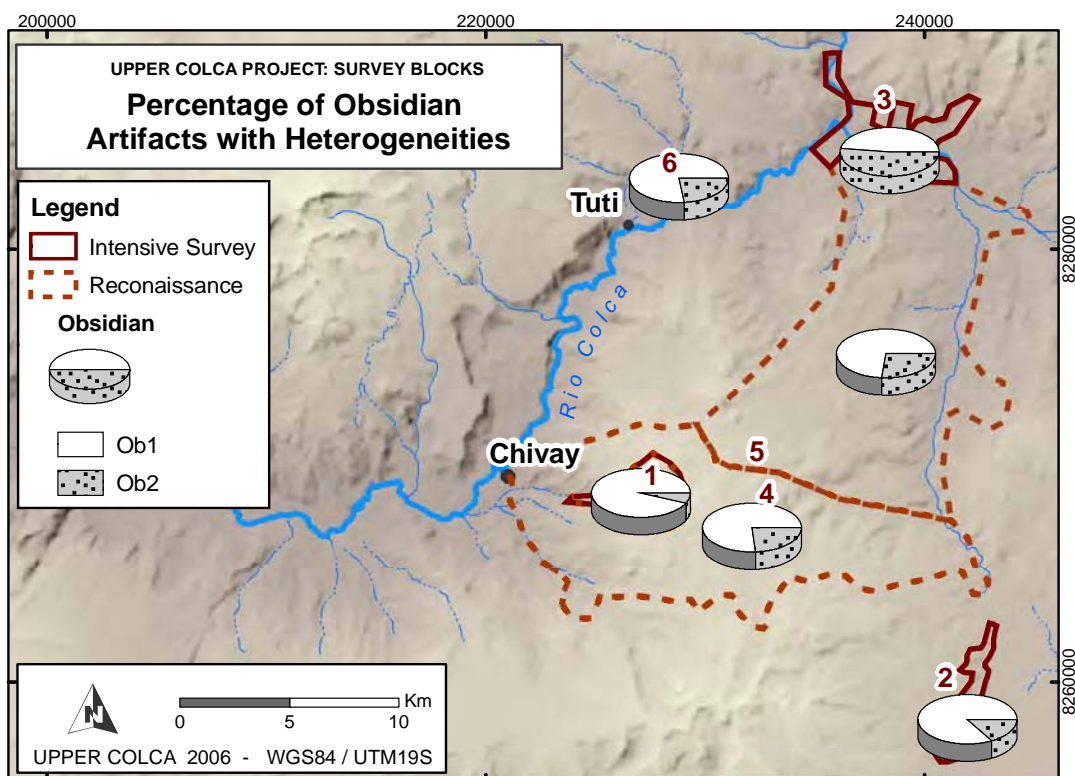 200000
220000
240000
UPPER COLCA PROJECT: SURVEY BLOCKS
Percentage of Obsidian
Artifacts with Heterogeneities
Legend
Intensive Survey
Reconaissance
Obsidian
Ob1
Ob2
3
6
Tuti
8280000
Rio Colca
Chivay
5
1
4
2
8260000
N
Km
0 5 10
UPPER COLCA 2006 - WGS84 / UTM19S